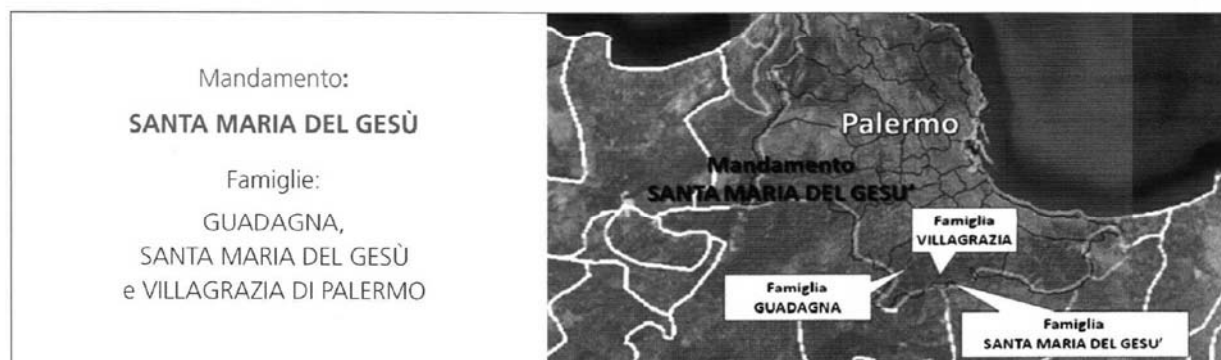 Mandamento:
SANTA MARIA DEL GESÙ
Famiglie:
GUADAGNA,
SANTA MARIA DEL GESÙ
e VILLAGRAZIA DI PALERMO
Palermo
Mandamento
SANTA MARIA DEL GESU'
Famiglia
VILLAGRAZIA
Famiglia
GUADAGNA
Famiglia
SANTA MARIA DEL GESU'